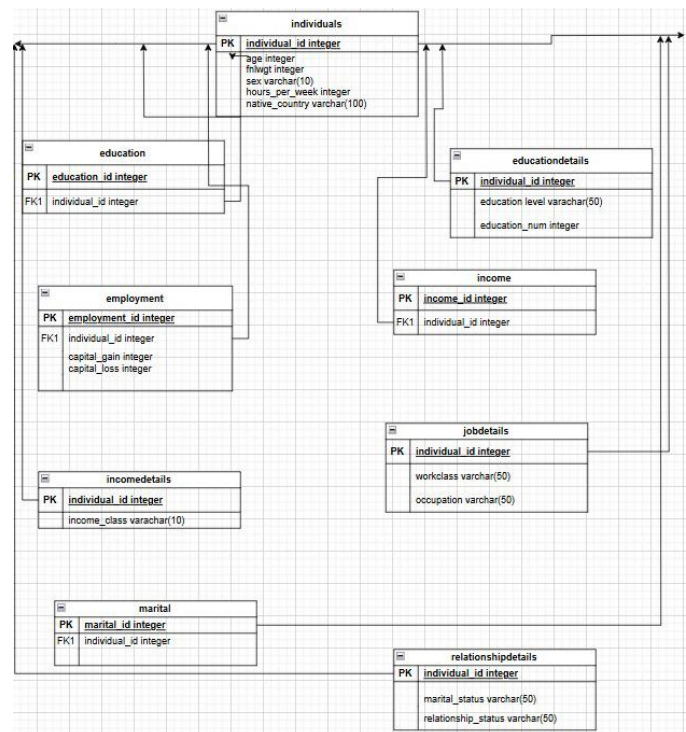 individuals
PK individual_id integer
age integer
fnlwgt integer
sex varchar(10)
hours_per_week integer
native_country varchar(100)
education
PK education_id integer
FK1 individual_id integer
educationdetails
PK individual_id integer
education level varchar(50)
education_num integer
employment
PK employment_id integer
FK1 individual_id integer
capital_gain integer
capital_loss integer
income
PK income_id integer
FK1 individual_id integer
jobdetails
PK individual_id integer
workclass varchar(50)
occupation varchar(50)
incomedetails
PK individual_id integer
income_class varachar(10)
marital
PK marital_id integer
FK1 individual_id integer
relationshipdetails
PK individual_id integer
marital_status varchar(50)
relationship_status varchar(50)